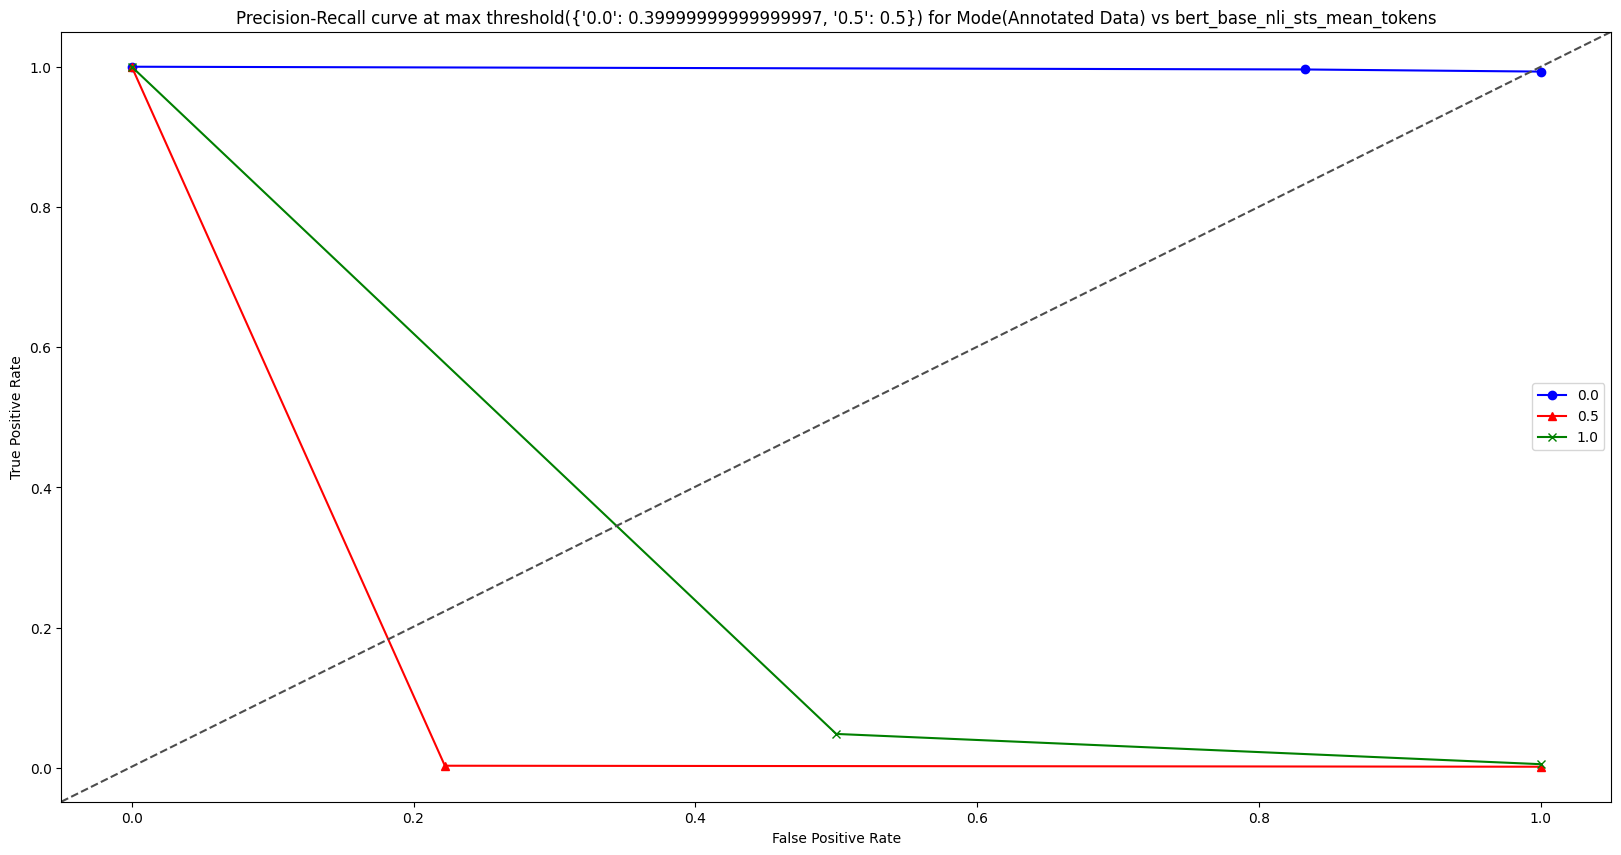 Precision-Recall curve at max threshold({'0.0': 0.39999999999999997, '0.5': 0.5}) for Mode(Annotated Data) vs bert_base_nli_sts_mean_tokens
1.0
0.8
0.6
0.4
0.2
0.0
True Positive Rate
0.0
0.5
1.0
0.0 0.2 0.4 0.6 0.8 1.0
False Positive Rate